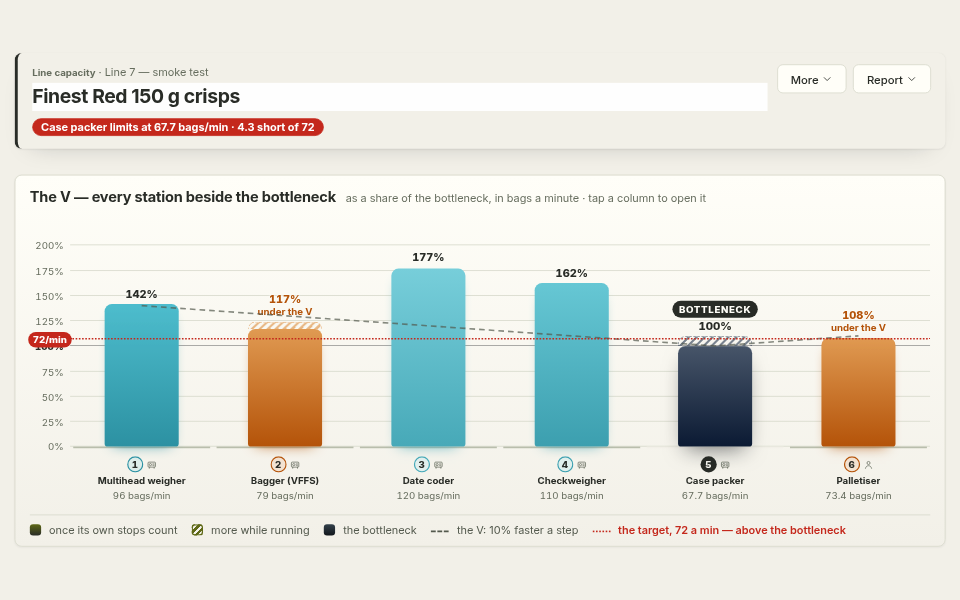 Line capacity · Line 7 — smoke test
Finest Red 150 g crisps
Case packer limits at 67.7 bags/min · 4.3 short of 72
More
Report
The V — every station beside the bottleneck as a share of the bottleneck, in bags a minute · tap a column to open it
200%
175%
150%
125%
100%
75%
50%
25%
0%
72/min
142%
117%
under the V
177%
162%
BOTTLENECK
100%
108%
under the V
1
Multihead weigher
96 bags/min
2
Bagger (VFFS)
79 bags/min
3
Date coder
120 bags/min
4
Checkweigher
110 bags/min
5
Case packer
67.7 bags/min
6
Palletiser
73.4 bags/min
once its own stops count
more while running
the bottleneck
the V: 10% faster a step
the target, 72 a min — above the bottleneck